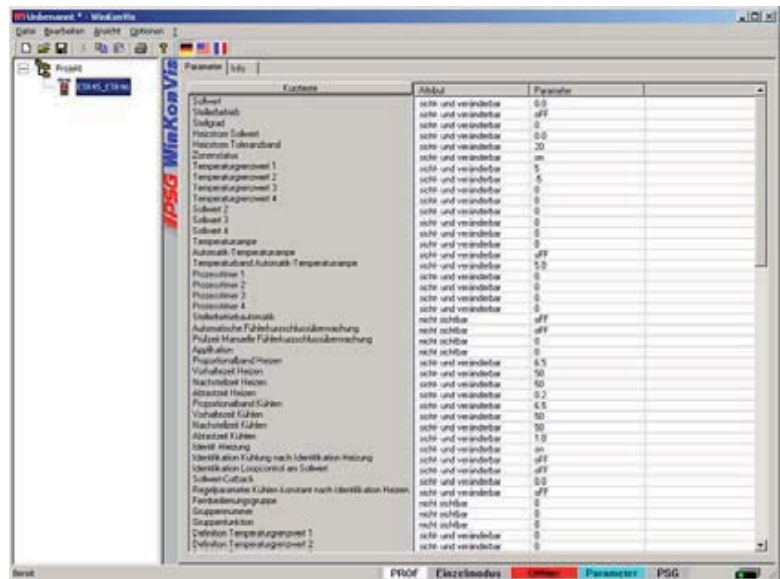 Unbenannt * - WinKonVis
Datei Bearbeiten Ansicht Optionen ?
Projekt
PSG WinKonVis
Parameter Info
Kurztexte Attribut Parameter
Sollwert sicht- und veränderbar 0.0
Stellerbetrieb sicht- und veränderbar oFF
Stellgrad sicht- und veränderbar 0
Heizstrom Sollwert sicht- und veränderbar 0.0
Heizstrom Toleranzband sicht- und veränderbar 20
Zonenstatus sicht- und veränderbar on
Temperaturgrenzwert 1 sicht- und veränderbar 5
Temperaturgrenzwert 2 sicht- und veränderbar -5
Temperaturgrenzwert 3 sicht- und veränderbar 0
Temperaturgrenzwert 4 sicht- und veränderbar 0
Sollwert 2 sicht- und veränderbar 0
Sollwert 3 sicht- und veränderbar 0
Sollwert 4 sicht- und veränderbar 0
Temperaturrampe sicht- und veränderbar 0
Automatik-Temperaturrampe sicht- und veränderbar oFF
Temperaturband Automatik-Temperaturrampe sicht- und veränderbar 5.0
Prozesstimer 1 sicht- und veränderbar 0
Prozesstimer 2 sicht- und veränderbar 0
Prozesstimer 3 sicht- und veränderbar 0
Prozesstimer 4 sicht- und veränderbar 0
Stellerbetriebautomatik nicht sichtbar oFF
Automatische Fühlerkurzschlussüberwachung nicht sichtbar oFF
Prüfzeit Manuelle Fühlerkurzschlussüberwachung nicht sichtbar 0
Applikation nicht sichtbar 0
Proportionalband Heizen sicht- und veränderbar 6.5
Vorhaltezeit Heizen sicht- und veränderbar 50
Nachstellzeit Heizen sicht- und veränderbar 50
Abtastzeit Heizen sicht- und veränderbar 0.2
Proportionalband Kühlen sicht- und veränderbar 6.5
Vorhaltezeit Kühlen sicht- und veränderbar 50
Nachstellzeit Kühlen sicht- und veränderbar 50
Abtastzeit Kühlen sicht- und veränderbar 1.0
Identif. Heizung sicht- und veränderbar on
Identifikation Kühlung nach Identifikation Heizung sicht- und veränderbar oFF
Identifikation Loopcontrol am Sollwert sicht- und veränderbar oFF
Sollwert-Cutback sicht- und veränderbar 0.0
Regelparameter Kühlen konstant nach Identifikation Heizen sicht- und veränderbar oFF
Fernbedienungsgruppe nicht sichtbar 0
Gruppennummer nicht sichtbar 0
Gruppenfunktion nicht sichtbar 0
Definition Temperaturgrenzwert 1 sicht- und veränderbar 0
Definition Temperaturgrenzwert 2 sicht- und veränderbar 0
Bereit PROF Einzelmodus Offline Parameter PSG